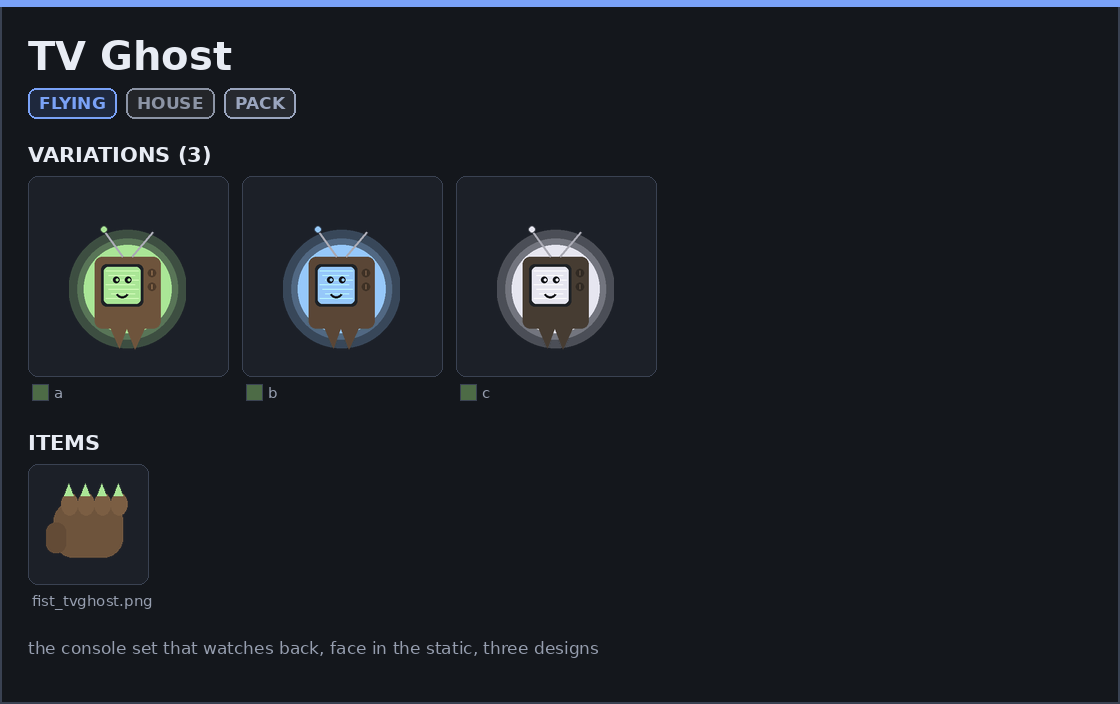 TV Ghost
FLYING HOUSE PACK
VARIATIONS (3)
a b c
ITEMS
fist_tvghost.png
the console set that watches back, face in the static, three designs